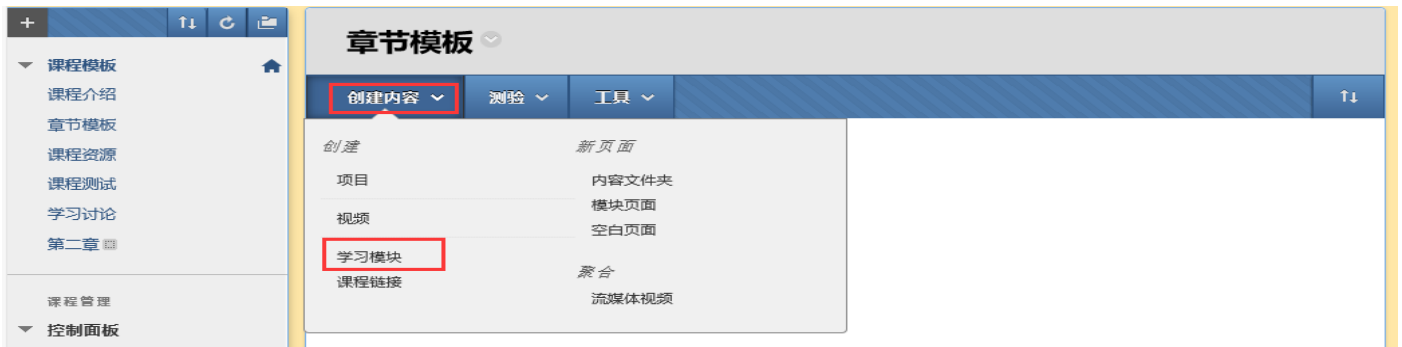 课程模板
课程介绍
章节模板
课程资源
课程测试
学习讨论
第二章
课程管理
控制面板
章节模板
创建内容 测验 工具
创建
项目
视频
学习模块
课程链接
新页面
内容文件夹
模块页面
空白页面
聚合
流媒体视频